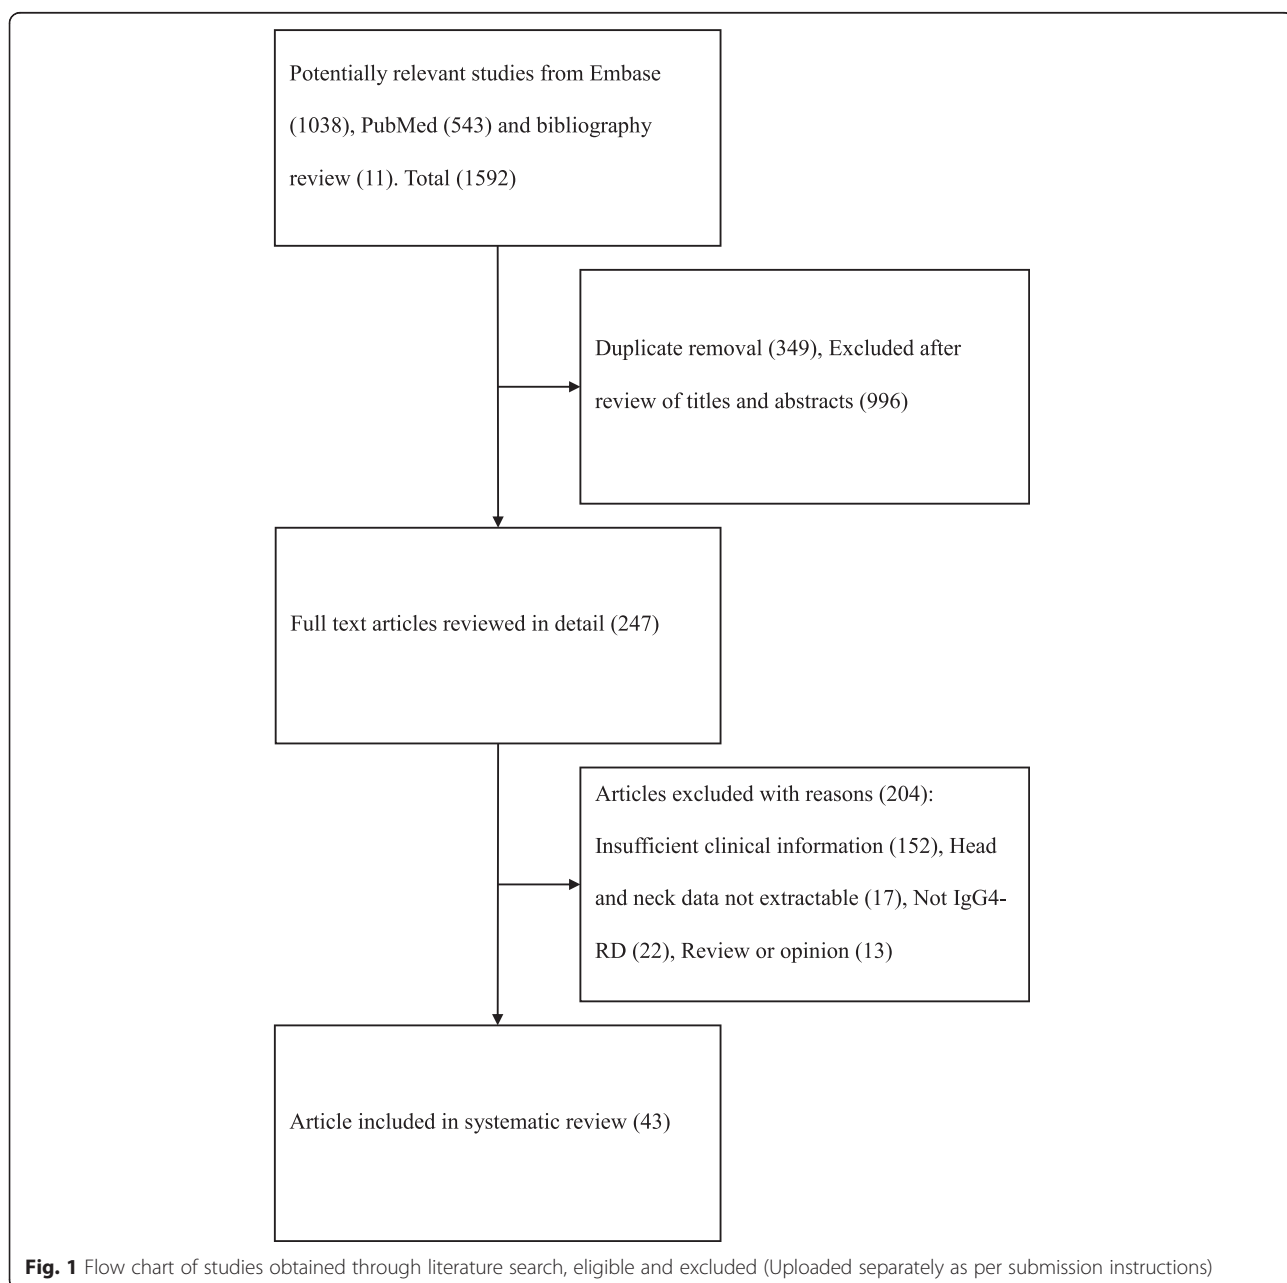 Potentially relevant studies from Embase
(1038), PubMed (543) and bibliography
review (11). Total (1592)
Duplicate removal (349), Excluded after
review of titles and abstracts (996)
Full text articles reviewed in detail (247)
Articles excluded with reasons (204):
Insufficient clinical information (152), Head
and neck data not extractable (17), Not IgG4-
RD (22), Review or opinion (13)
Article included in systematic review (43)
Fig. 1 Flow chart of studies obtained through literature search, eligible and excluded (Uploaded separately as per submission instructions)